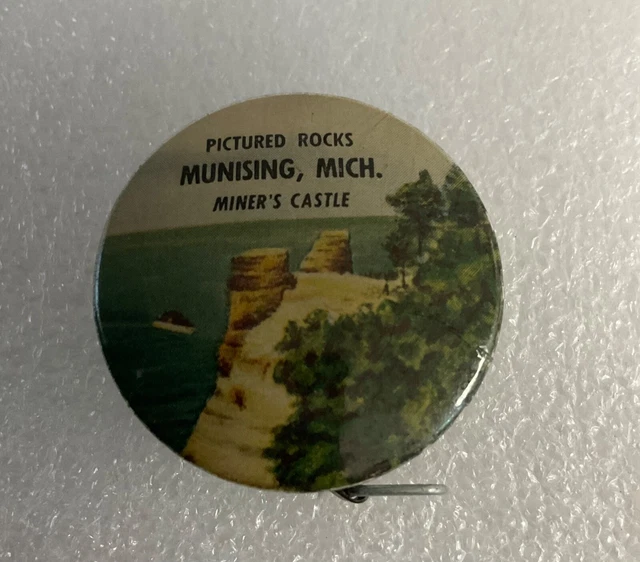 PICTURED ROCKS
MUNISING, MICH.
MINER'S CASTLE